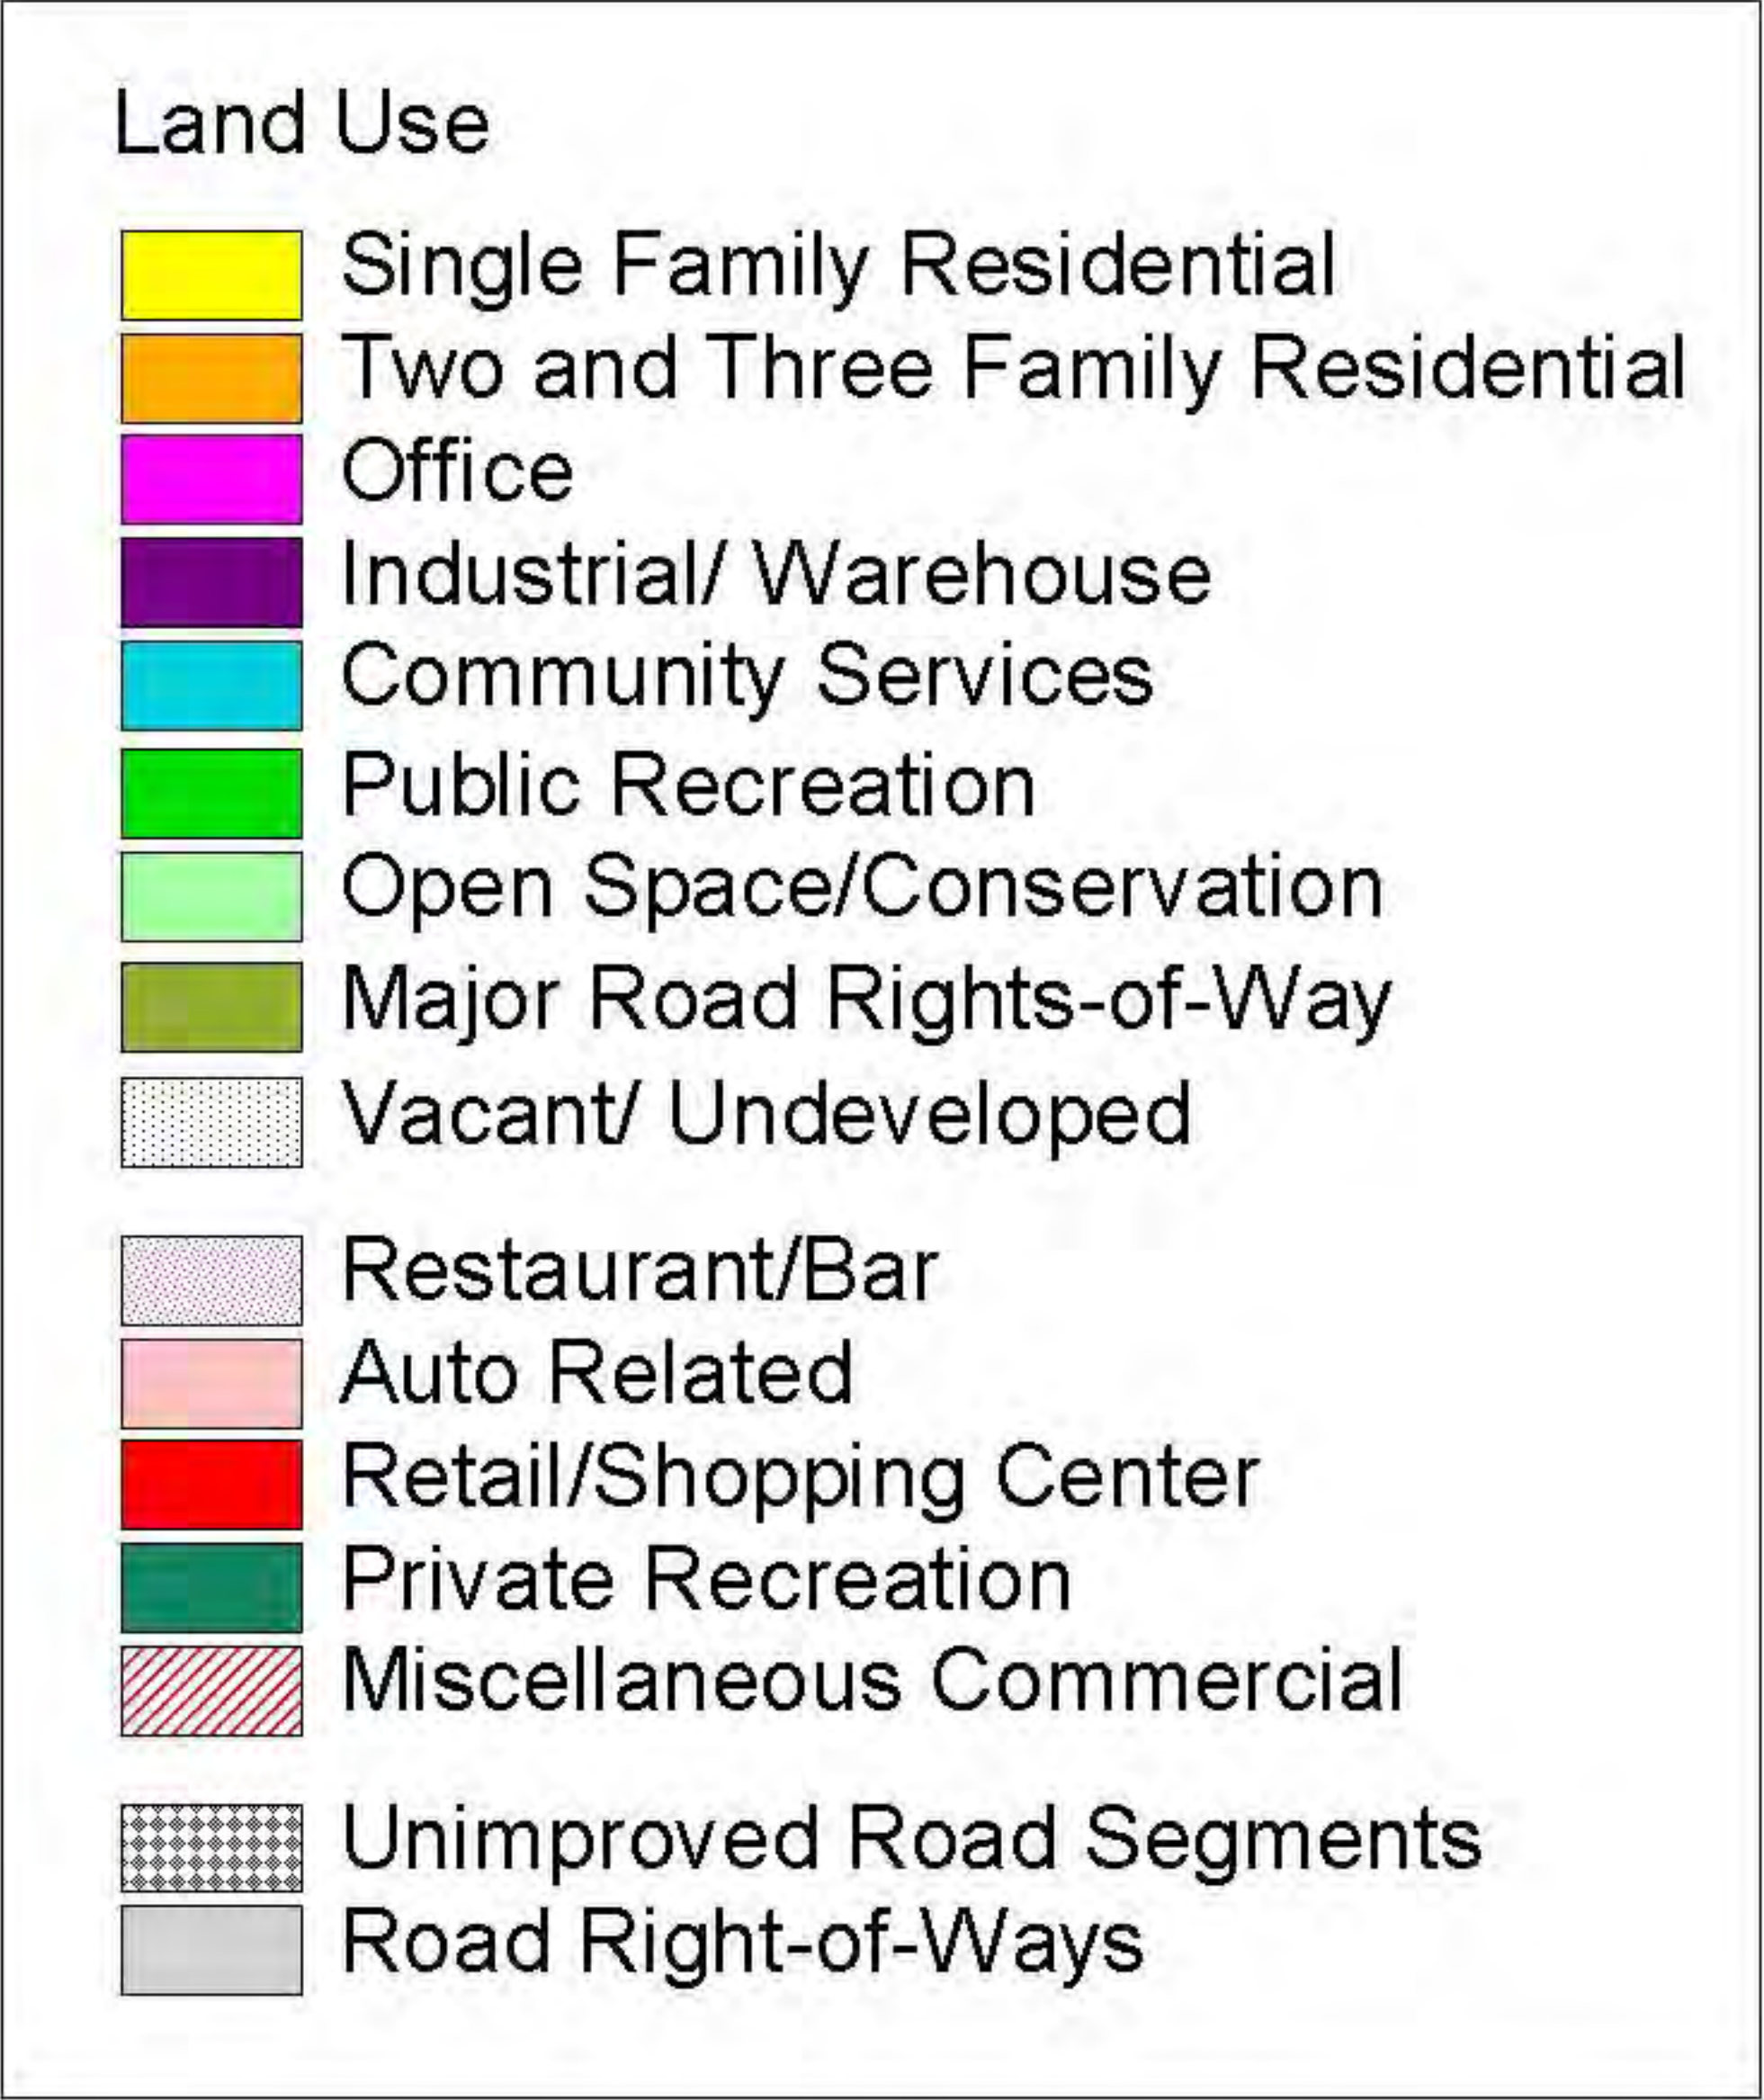 Land Use
Single Family Residential
Two and Three Family Residential
Office
Industrial/ Warehouse
Community Services
Public Recreation
Open Space/Conservation
Major Road Rights-of-Way
Vacant/ Undeveloped
Restaurant/Bar
Auto Related
Retail/Shopping Center
Private Recreation
Miscellaneous Commercial
Unimproved Road Segments
Road Right-of-Ways